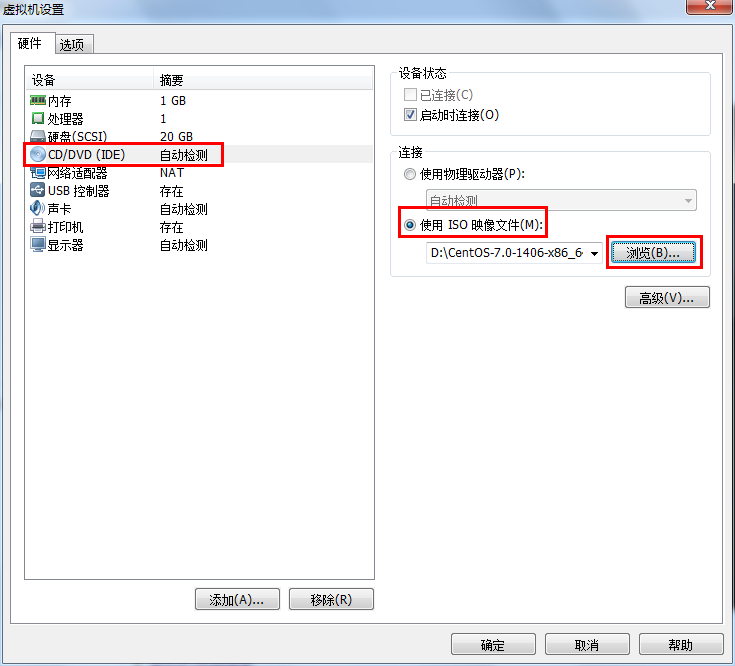 虚拟机设置
硬件 选项
设备 摘要
内存 1 GB
处理器 1
硬盘(SCSI) 20 GB
CD/DVD (IDE) 自动检测
网络适配器 NAT
USB 控制器 存在
声卡 自动检测
打印机 存在
显示器 自动检测
添加(A)... 移除(R)
设备状态
已连接(C)
启动时连接(O)
连接
使用物理驱动器(P):
自动检测
使用 ISO 映像文件(M):
D:\CentOS-7.0-1406-x86_6 浏览(B)...
高级(V)...
确定 取消 帮助